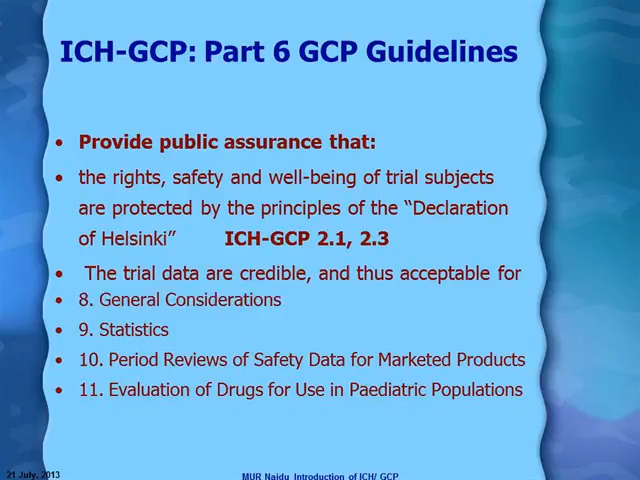 ICH-GCP: Part 6 GCP Guidelines
• Provide public assurance that:
• the rights, safety and well-being of trial subjects
are protected by the principles of the “Declaration
of Helsinki” ICH-GCP 2.1, 2.3
• The trial data are credible, and thus acceptable for
• 8. General Considerations
• 9. Statistics
• 10. Period Reviews of Safety Data for Marketed Products
• 11. Evaluation of Drugs for Use in Paediatric Populations
21 July, 2013
MUR Naidu Introduction of ICH/ GCP